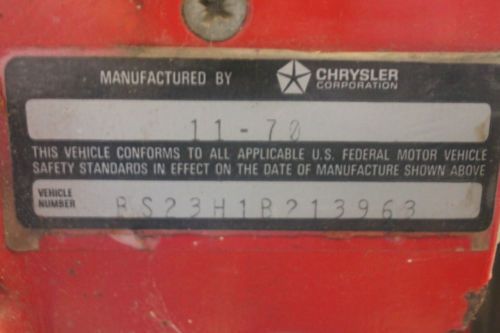 MANUFACTURED BY CHRYSLER CORPORATION
11-70
THIS VEHICLE CONFORMS TO ALL APPLICABLE U.S. FEDERAL MOTOR VEHICLE
SAFETY STANDARDS IN EFFECT ON THE DATE OF MANUFACTURE SHOWN ABOVE
VEHICLE NUMBER BS23H1B213963